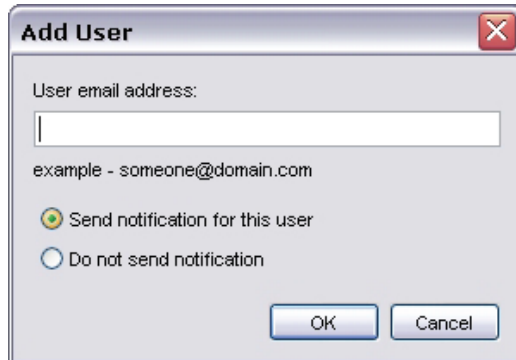 Add User
User email address:
example - someone@domain.com
Send notification for this user
Do not send notification
OK Cancel